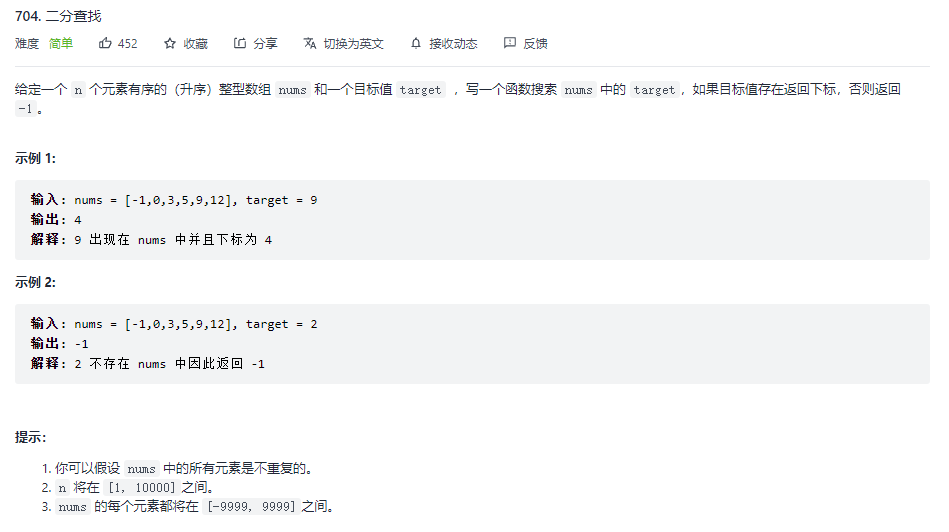 704. 二分查找
难度 简单 452 收藏 分享 切换为英文 接收动态 反馈
给定一个 n 个元素有序的（升序）整型数组 nums 和一个目标值 target ，写一个函数搜索 nums 中的 target，如果目标值存在返回下标，否则返回
-1。
示例 1:
输入: nums = [-1,0,3,5,9,12], target = 9
输出: 4
解释: 9 出现在 nums 中并且下标为 4
示例 2:
输入: nums = [-1,0,3,5,9,12], target = 2
输出: -1
解释: 2 不存在 nums 中因此返回 -1
提示：
1. 你可以假设 nums 中的所有元素是不重复的。
2. n 将在 [1, 10000]之间。
3. nums 的每个元素都将在 [-9999, 9999]之间。